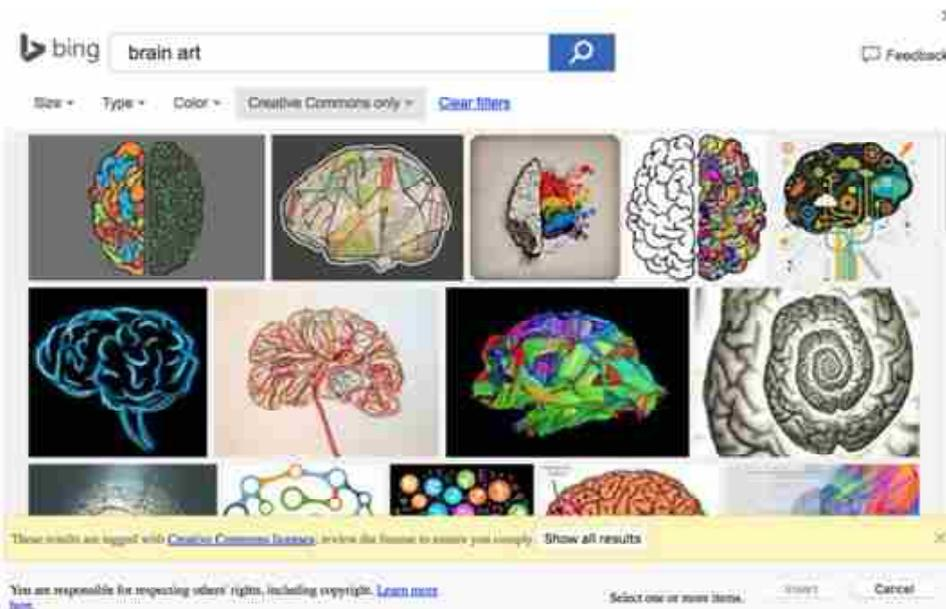 bing
brain art
Feedback
Size Type Color Creative Commons only Clear filters
These results are tagged with Creative Commons licenses, review the license to ensure you comply. Show all results
You are responsible for respecting others' rights, including copyright. Learn more
here
Select one or more items.
Insert
Cancel